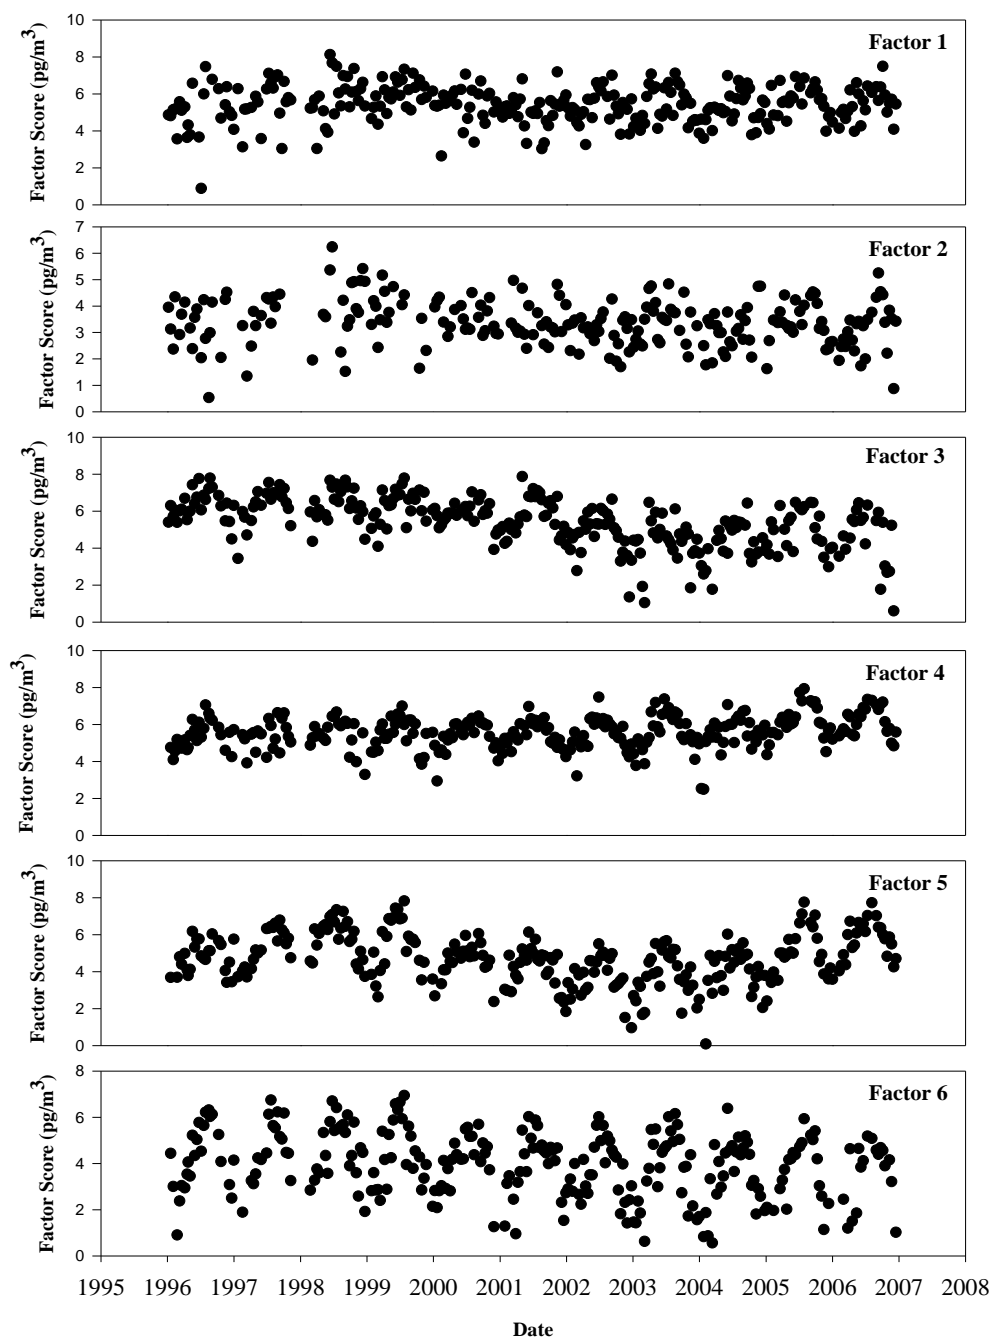 10
8
6
4
2
0
Factor Score (pg/m3)
Factor 1
7
6
5
4
3
2
1
0
Factor Score (pg/m3)
Factor 2
10
8
6
4
2
0
Factor Score (pg/m3)
Factor 3
10
8
6
4
2
0
Factor Score (pg/m3)
Factor 4
10
8
6
4
2
0
Factor Score (pg/m3)
Factor 5
8
6
4
2
0
Factor Score (pg/m3)
Factor 6
1995 1996 1997 1998 1999 2000 2001 2002 2003 2004 2005 2006 2007 2008
Date